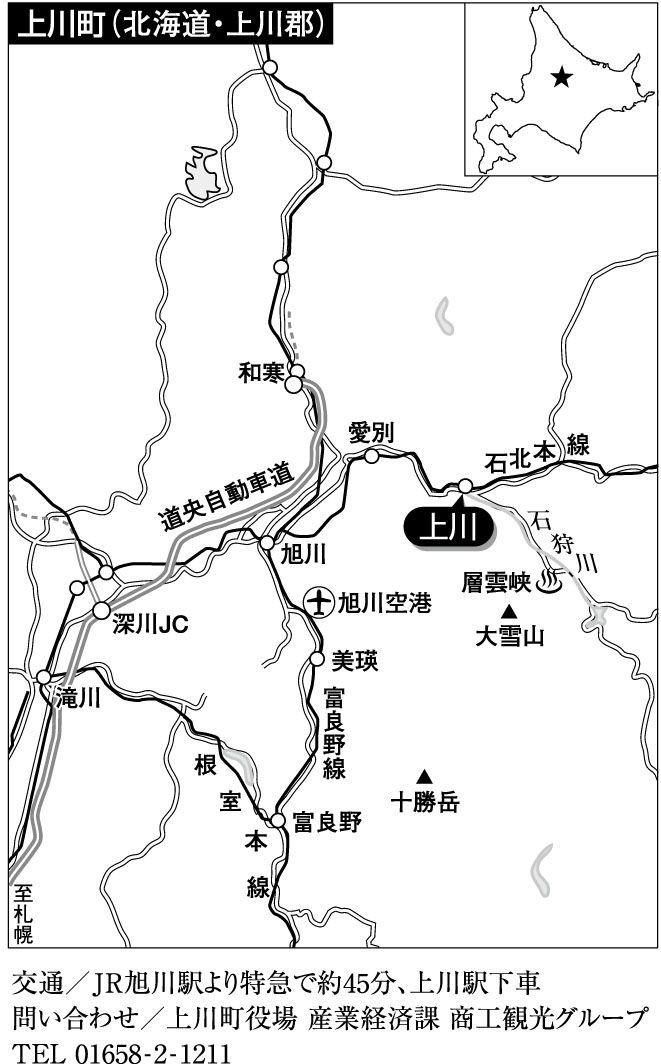 上川町(北海道・上川郡)
和寒
愛別
石北本線
道央自動車道
上川
石狩川
旭川
層雲峡
旭川空港
大雪山
深川JC
美瑛
滝川
富良野線
根室本線
十勝岳
富良野
至札幌
交通／JR旭川駅より特急で約45分、上川駅下車
問い合わせ／上川町役場 産業経済課 商工観光グループ
TEL 01658-2-1211